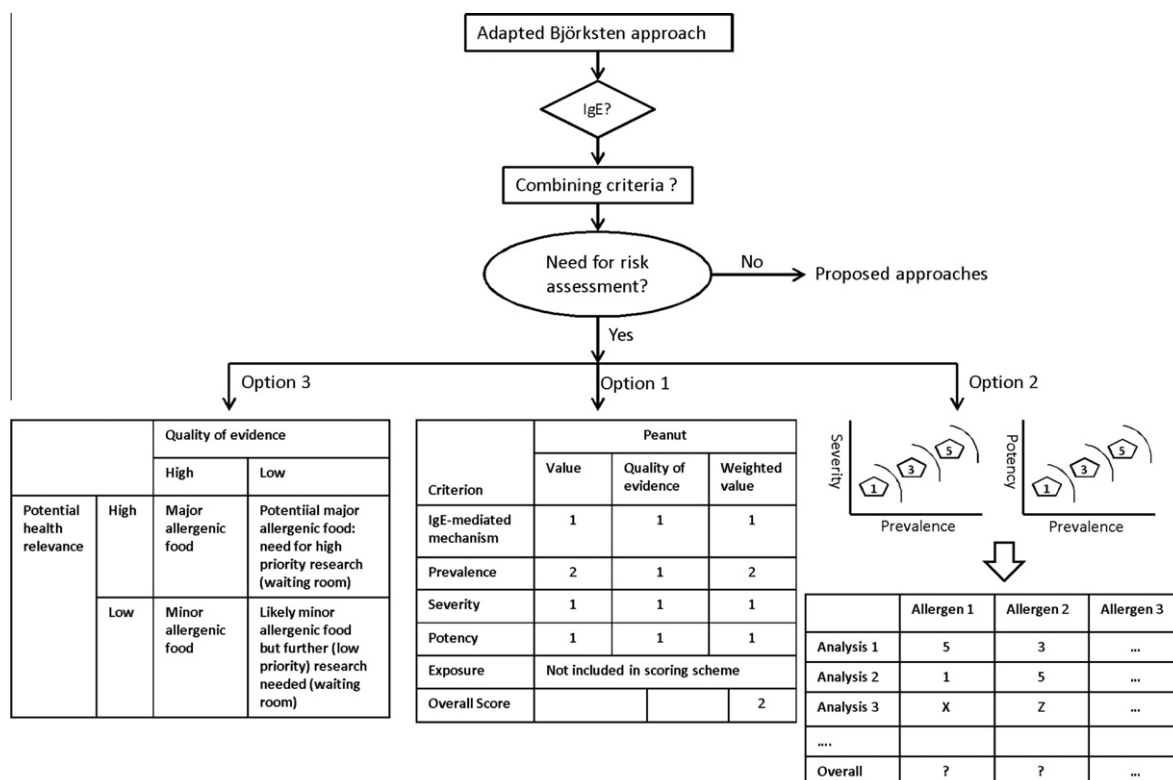 Adapted Björksten approach
IgE?
Combining criteria ?
Need for risk
assessment?
No
Proposed approaches
Yes
Option 3
Option 1
Option 2
Quality of evidence
High
Low
Potential
health
relevance
High
Major
allergenic
food
Potentiial major
allergenic food:
need for high
priority research
(waiting room)
Low
Minor
allergenic
food
Likely minor
allergenic food
but further (low
priority) research
needed (waiting
room)
Peanut
Criterion
Value
Quality of
evidence
Weighted
value
IgE-mediated
mechanism
1
1
1
Prevalence
2
1
2
Severity
1
1
1
Potency
1
1
1
Exposure
Not included in scoring scheme
Overall Score
2
Severity
1
3
5
Prevalence
Potency
1
3
5
Prevalence
Allergen 1
Allergen 2
Allergen 3
Analysis 1
5
3
...
Analysis 2
1
5
...
Analysis 3
X
Z
...
....
Overall
?
?
...